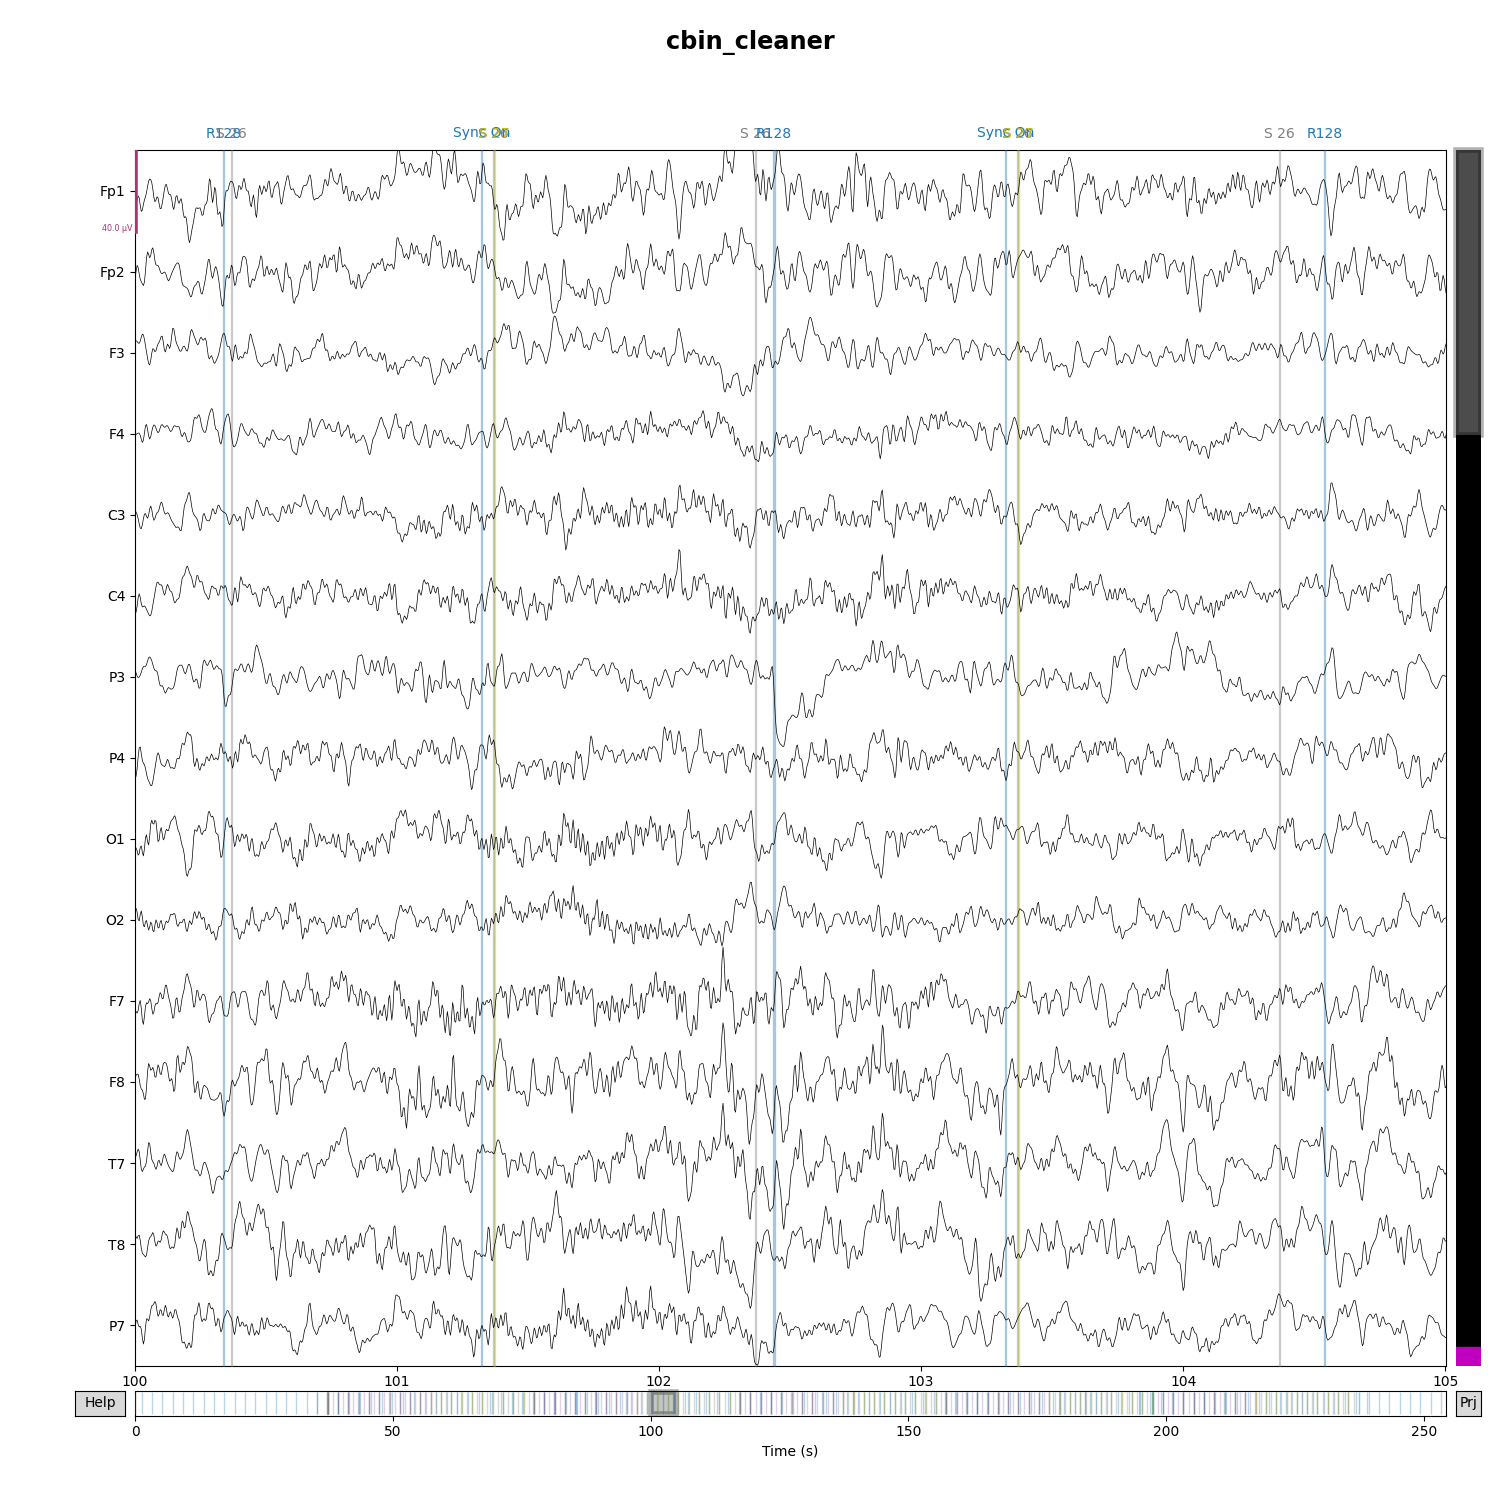 cbin_cleaner
R128 S 26 Sync On S 26 R128 Sync On S 26 R128
Fp1
40.0 µV
Fp2
F3
F4
C3
C4
P3
P4
O1
O2
F7
F8
T7
T8
P7
100 101 102 103 104 105
Help Prj
0 50 100 150 200 250
Time (s)